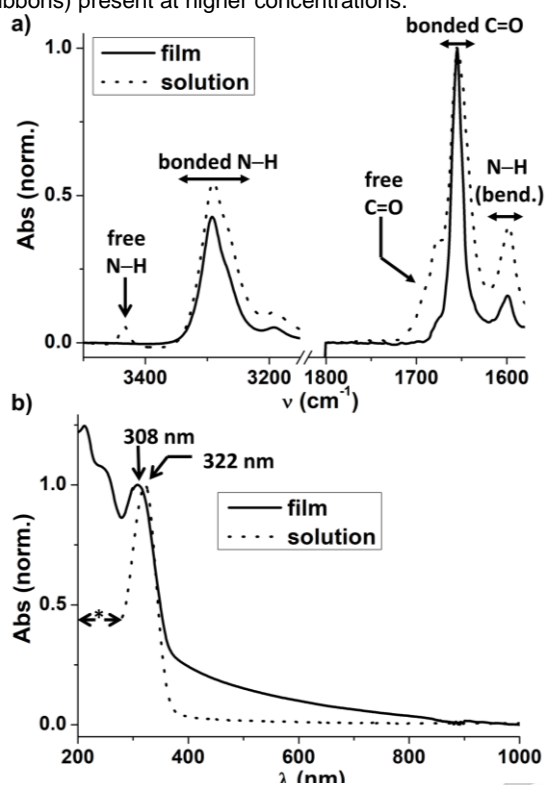 ibbons) present at higher concentrations.
a)
bonded C=O
film
solution
bonded N–H
free
N–H
free
C=O
N–H
(bend.)
Abs (norm.)
1.0
0.5
0.0
3400 3200 1800 1700 1600
ν (cm-1)
b)
308 nm
322 nm
film
solution
*
Abs (norm.)
1.0
0.5
0.0
200 400 600 800 1000
λ (nm)